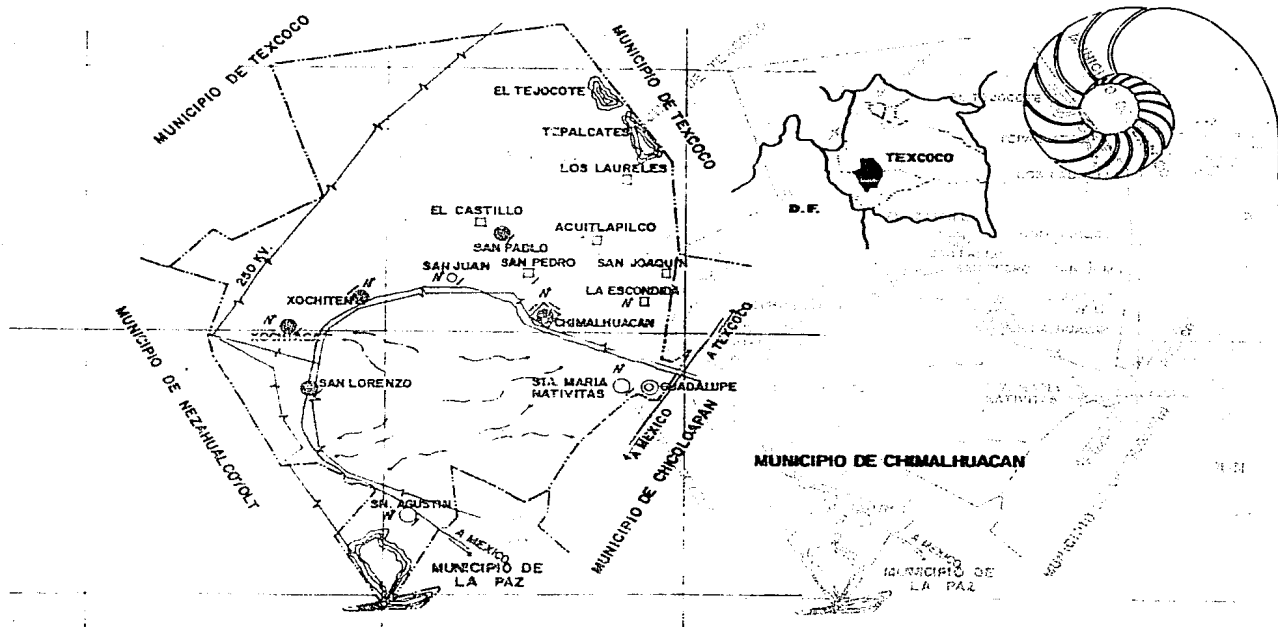 MUNICIPIO DE TEXCOCO
MUNICIPIO DE TEXCOCO
EL TEJOCOTE
TEPALCATES
LOS LAURELES
TEXCOCO
D.F.
EL CASTILLO
ACUITLAPILCO
SAN PABLO
SAN JUAN
SAN PEDRO
SAN JOAQUIN
250 KV.
XOCHITENCO
LA ESCONDIDA
CHIMALHUACAN
A TEXCOCO
MUNICIPIO DE NEZAHUALCOYOLT
SAN LORENZO
STA. MARIA
NATIVITAS
GUADALUPE
A MEXICO
MUNICIPIO DE CHICOLOAPAN
MUNICIPIO DE CHIMALHUACAN
SN. AGUSTIN
A MEXICO
MUNICIPIO DE
LA PAZ
A MEXICO
MUNICIPIO DE
LA PAZ